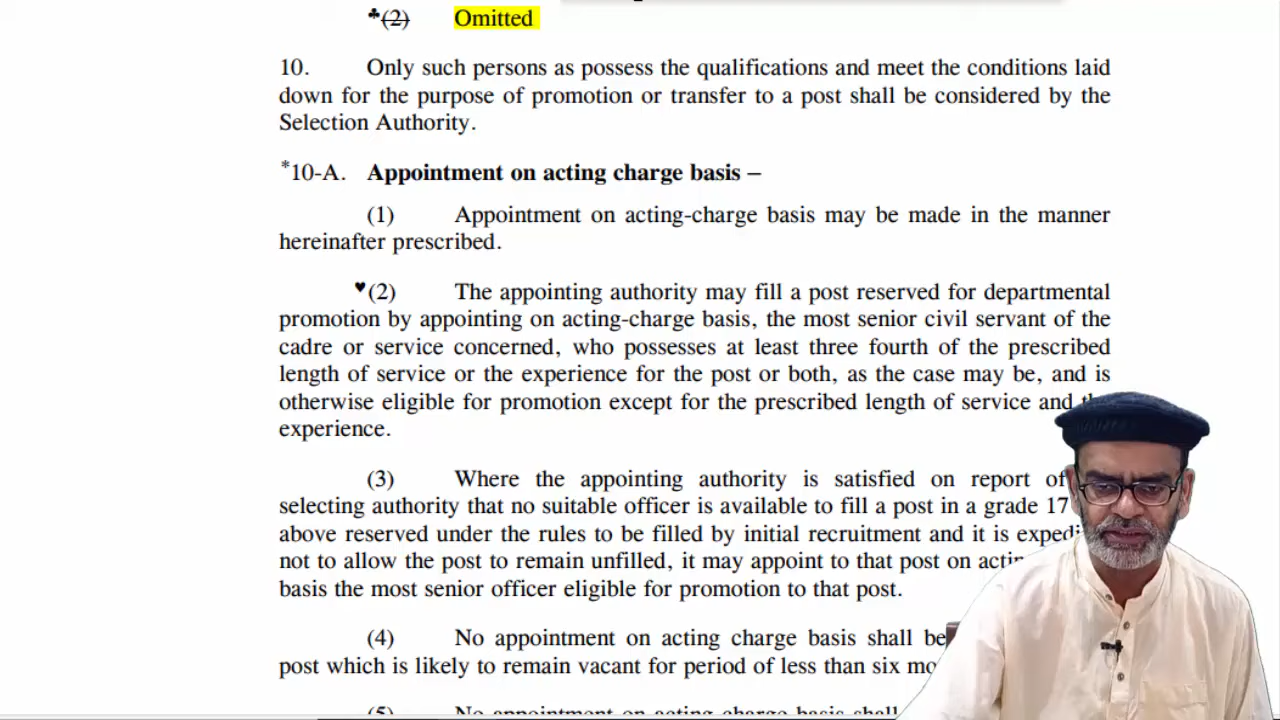 ♣(2) Omitted
10. Only such persons as possess the qualifications and meet the conditions laid
down for the purpose of promotion or transfer to a post shall be considered by the
Selection Authority.
*10-A. Appointment on acting charge basis –
(1) Appointment on acting-charge basis may be made in the manner
hereinafter prescribed.
♥(2) The appointing authority may fill a post reserved for departmental
promotion by appointing on acting-charge basis, the most senior civil servant of the
cadre or service concerned, who possesses at least three fourth of the prescribed
length of service or the experience for the post or both, as the case may be, and is
otherwise eligible for promotion except for the prescribed length of service and
experience.
(3) Where the appointing authority is satisfied on report of
selecting authority that no suitable officer is available to fill a post in a grade 17
above reserved under the rules to be filled by initial recruitment and it is
not to allow the post to remain unfilled, it may appoint to that post on
basis the most senior officer eligible for promotion to that post.
(4) No appointment on acting charge basis shall be
post which is likely to remain vacant for period of less than six
(5) No appointment on acting charge basis shall